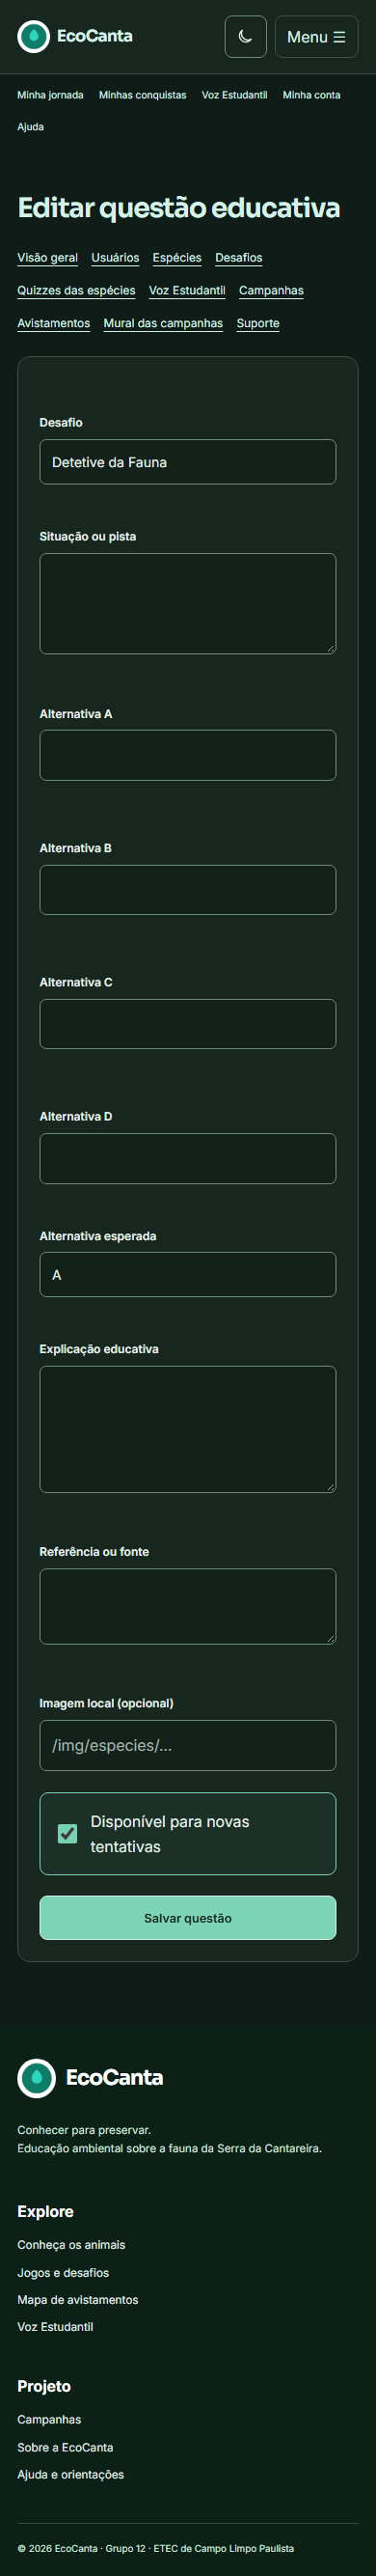 EcoCanta
Menu ☰
Minha jornada Minhas conquistas Voz Estudantil Minha conta
Ajuda
Editar questão educativa
Visão geral Usuários Espécies Desafios
Quizzes das espécies Voz Estudantil Campanhas
Avistamentos Mural das campanhas Suporte
Desafio
Detetive da Fauna
Situação ou pista
Alternativa A
Alternativa B
Alternativa C
Alternativa D
Alternativa esperada
A
Explicação educativa
Referência ou fonte
Imagem local (opcional)
/img/especies/...
Disponível para novas
tentativas
Salvar questão
EcoCanta
Conhecer para preservar.
Educação ambiental sobre a fauna da Serra da Cantareira.
Explore
Conheça os animais
Jogos e desafios
Mapa de avistamentos
Voz Estudantil
Projeto
Campanhas
Sobre a EcoCanta
Ajuda e orientações
© 2026 EcoCanta · Grupo 12 · ETEC de Campo Limpo Paulista